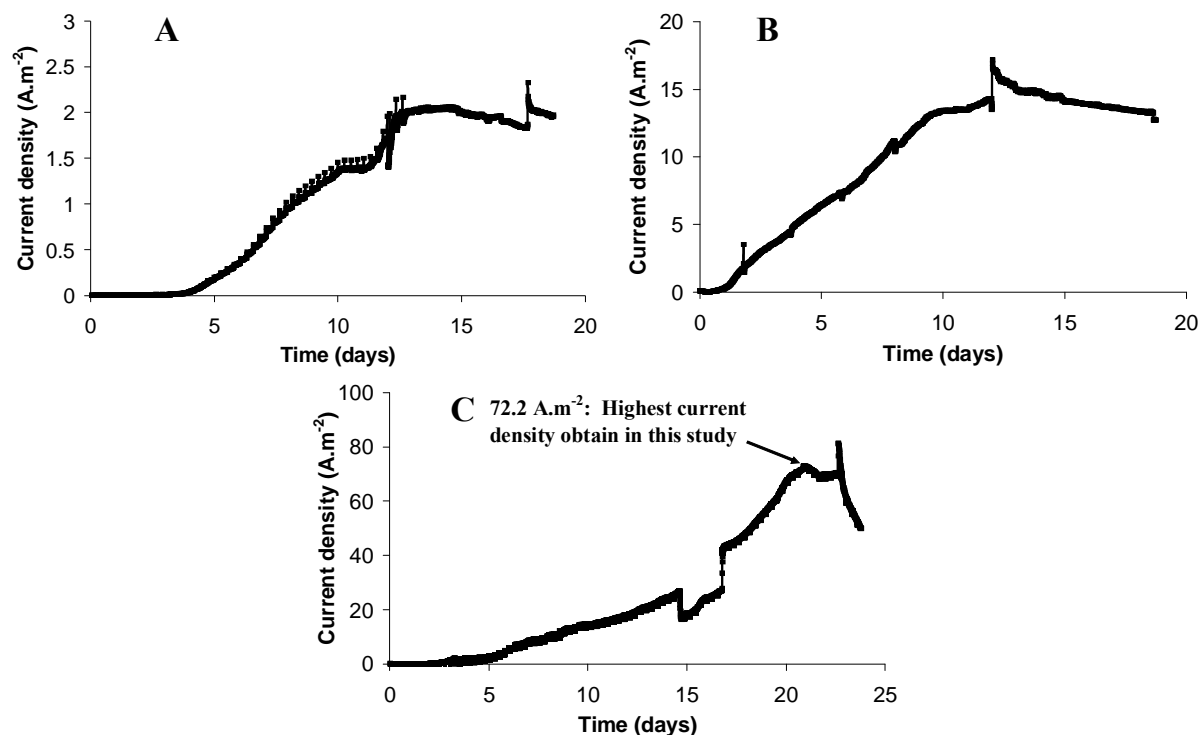 A
Current density (A.m-2)
3
2.5
2
1.5
1
0.5
0
0 5 10 15 20
Time (days)
B
Current density (A.m-2)
20
15
10
5
0
0 5 10 15 20
Time (days)
C 72.2 A.m-2: Highest current
density obtain in this study
Current density (A.m-2)
100
80
60
40
20
0
0 5 10 15 20 25
Time (days)